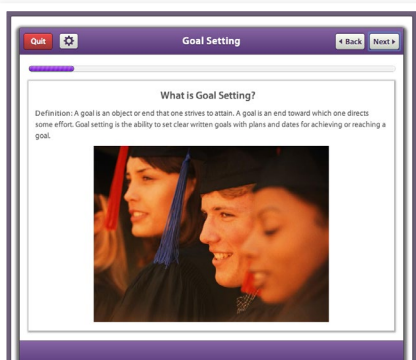 Quit
Goal Setting
Back
Next
What is Goal Setting?
Definition: A goal is an object or end that one strives to attain. A goal is an end toward which one directs
some effort. Goal setting is the ability to set clear written goals with plans and dates for achieving or reaching a
goal.